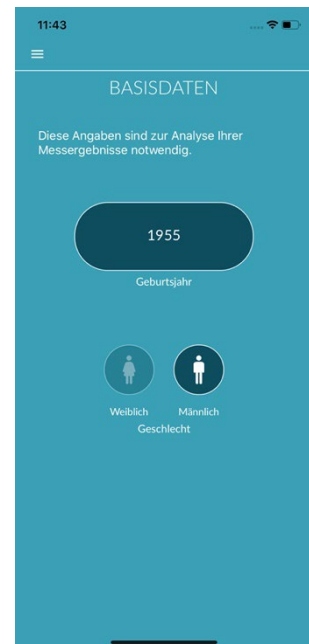 11:43
BASISDATEN
Diese Angaben sind zur Analyse Ihrer
Messergebnisse notwendig.
1955
Geburtsjahr
Weiblich Männlich
Geschlecht